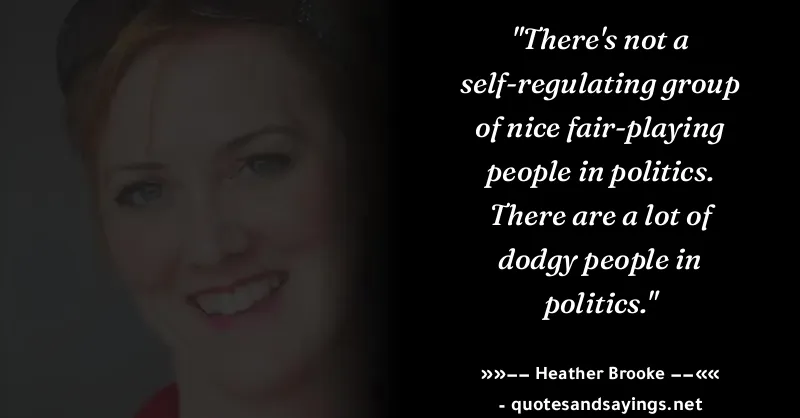 "There's not a
self-regulating group
of nice fair-playing
people in politics.
There are a lot of
dodgy people in
politics."
»»-- Heather Brooke --««
- quotesandsayings.net